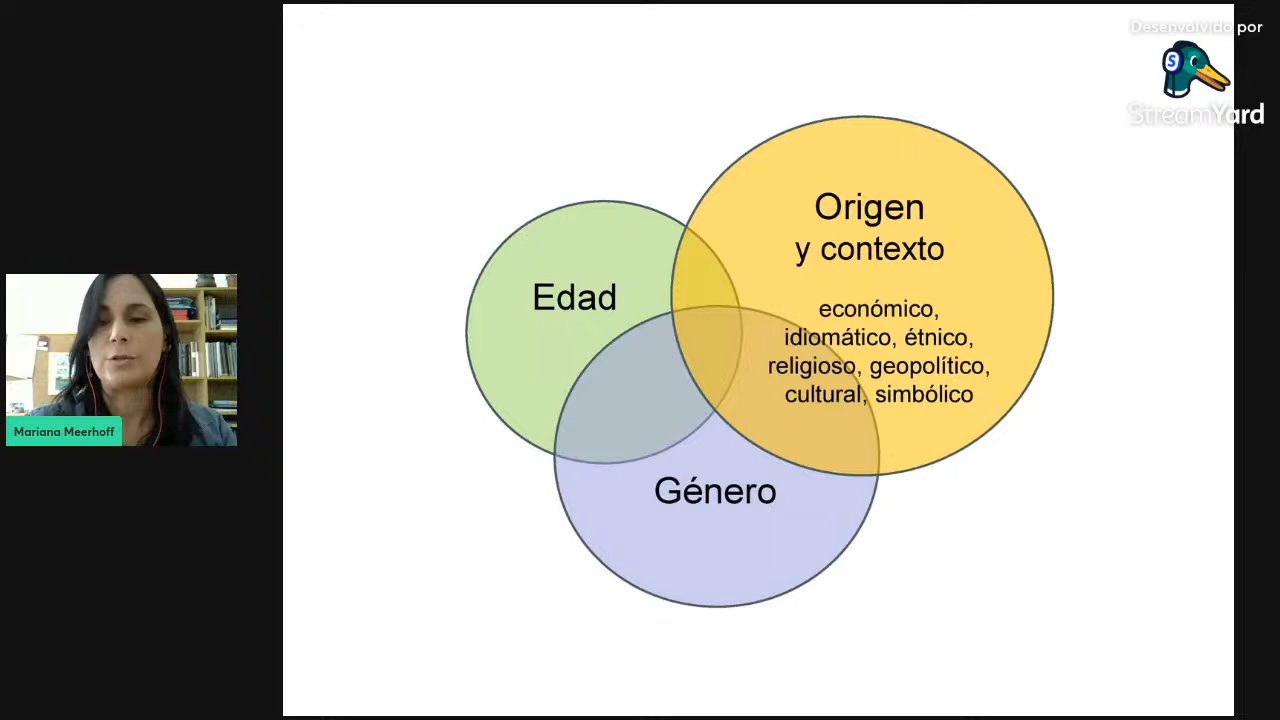 Desenvolvido por
StreamYard
Origen
y contexto
Edad
económico,
idiomático, étnico,
religioso, geopolítico,
cultural, simbólico
Género
Mariana Meerhoff